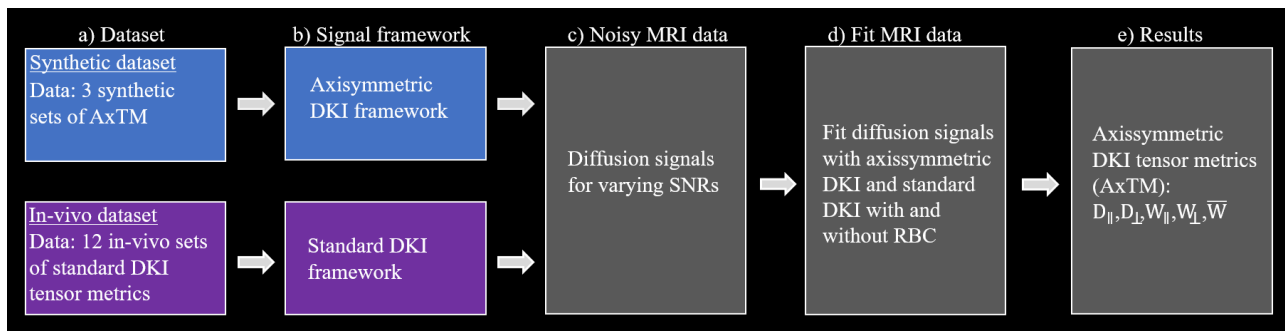 a) Dataset
b) Signal framework
c) Noisy MRI data
d) Fit MRI data
e) Results
Synthetic dataset
Data: 3 synthetic
sets of AxTM
Axisymmetric
DKI framework
In-vivo dataset
Data: 12 in-vivo sets
of standard DKI
tensor metrics
Standard DKI
framework
Diffusion signals
for varying SNRs
Fit diffusion signals
with axissymmetric
DKI and standard
DKI with and
without RBC
Axissymmetric
DKI tensor metrics
(AxTM):
D∥,D⊥,W∥,W⊥,W̅